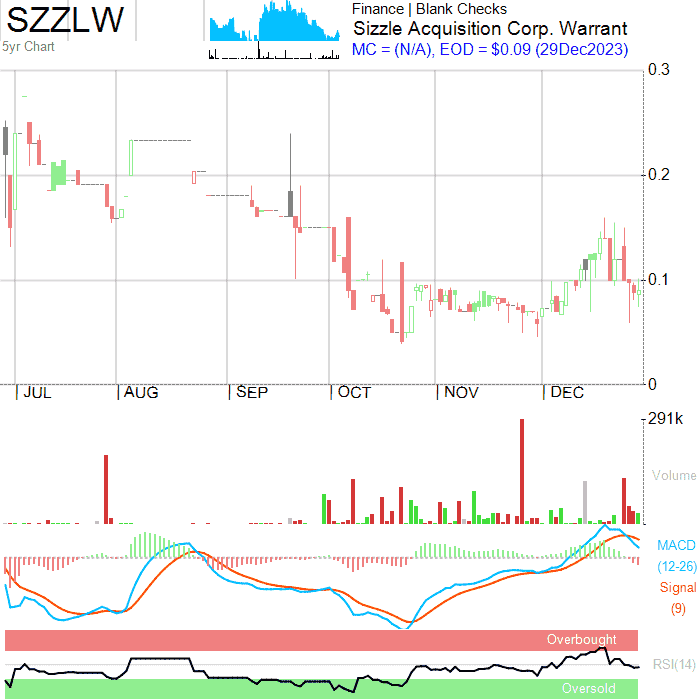 SZZLW
5yr Chart
Finance | Blank Checks
Sizzle Acquisition Corp. Warrant
MC = (N/A), EOD = $0.09 (29Dec2023)
0.3
0.2
0.1
0
JUL AUG SEP OCT NOV DEC
291k
Volume
MACD
(12-26)
Signal
(9)
Overbought
RSI(14)
Oversold